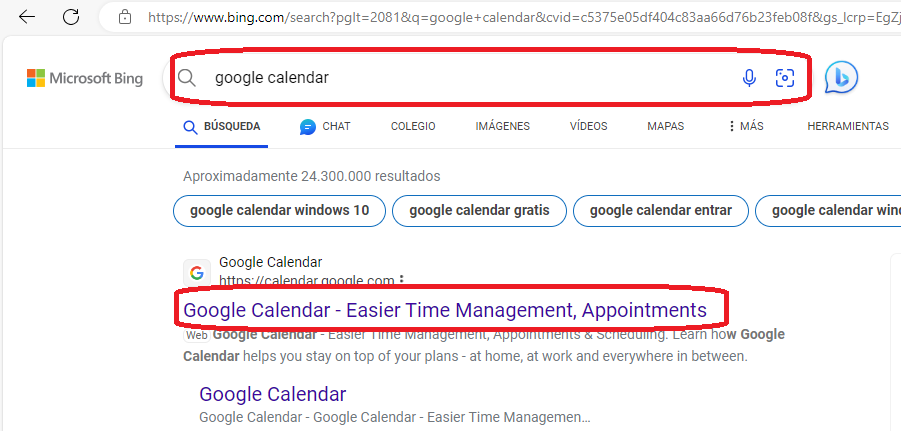 https://www.bing.com/search?pglt=2081&q=google+calendar&cvid=c5375e05df404c83aa66d76b23feb08f&gs_lcrp=EgZj
Microsoft Bing
google calendar
BÚSQUEDA CHAT COLEGIO IMÁGENES VÍDEOS MAPAS MÁS HERRAMIENTAS
Aproximadamente 24.300.000 resultados
google calendar windows 10 google calendar gratis google calendar entrar google calendar win
Google Calendar
https://calendar.google.com
Google Calendar - Easier Time Management, Appointments
Web Google Calendar - Easier Time Management, Appointments & Scheduling. Learn how Google
Calendar helps you stay on top of your plans - at home, at work and everywhere in between.
Google Calendar
Google Calendar - Google Calendar - Easier Time Managemen...